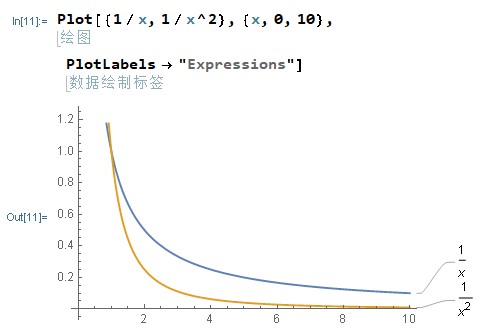 In[11]:= Plot[{1/x, 1/x^2}, {x, 0, 10},
绘图
PlotLabels → "Expressions"]
数据绘制标签
Out[11]=
1.2
1.0
0.8
0.6
0.4
0.2
2 4 6 8 10
1/x
1/x²